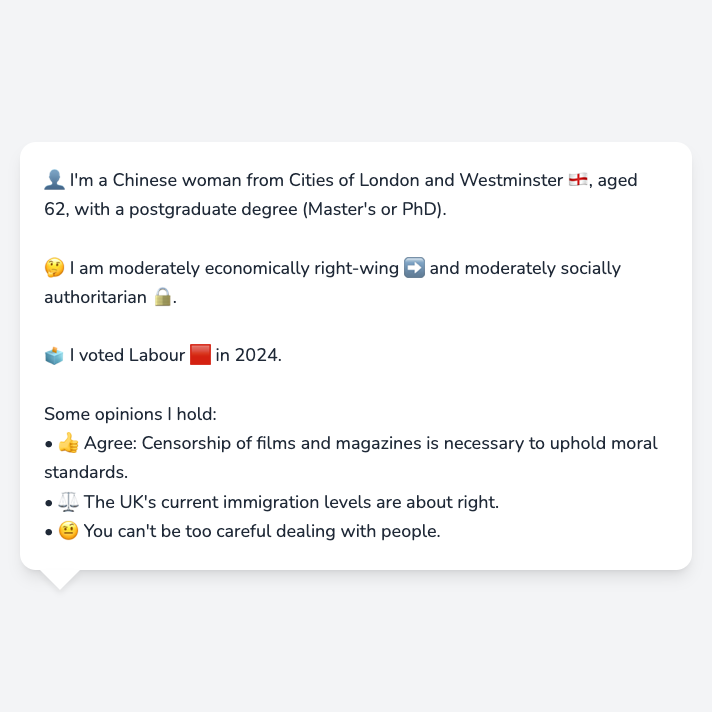 👤 I'm a Chinese woman from Cities of London and Westminster 🏴󠁧󠁢󠁥󠁮󠁧󠁿, aged
62, with a postgraduate degree (Master's or PhD).
🤔 I am moderately economically right-wing ➡️ and moderately socially
authoritarian 🔒.
🗳️ I voted Labour 🟥 in 2024.
Some opinions I hold:
• 👍 Agree: Censorship of films and magazines is necessary to uphold moral
standards.
• ⚖️ The UK's current immigration levels are about right.
• 🤨 You can't be too careful dealing with people.